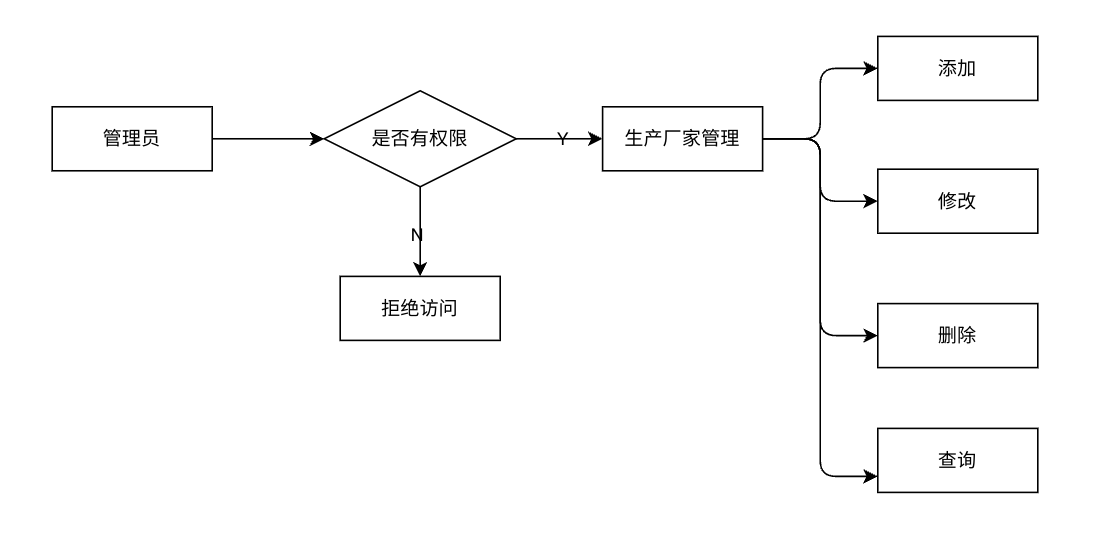 管理员
是否有权限
Y
生产厂家管理
N
拒绝访问
添加
修改
删除
查询